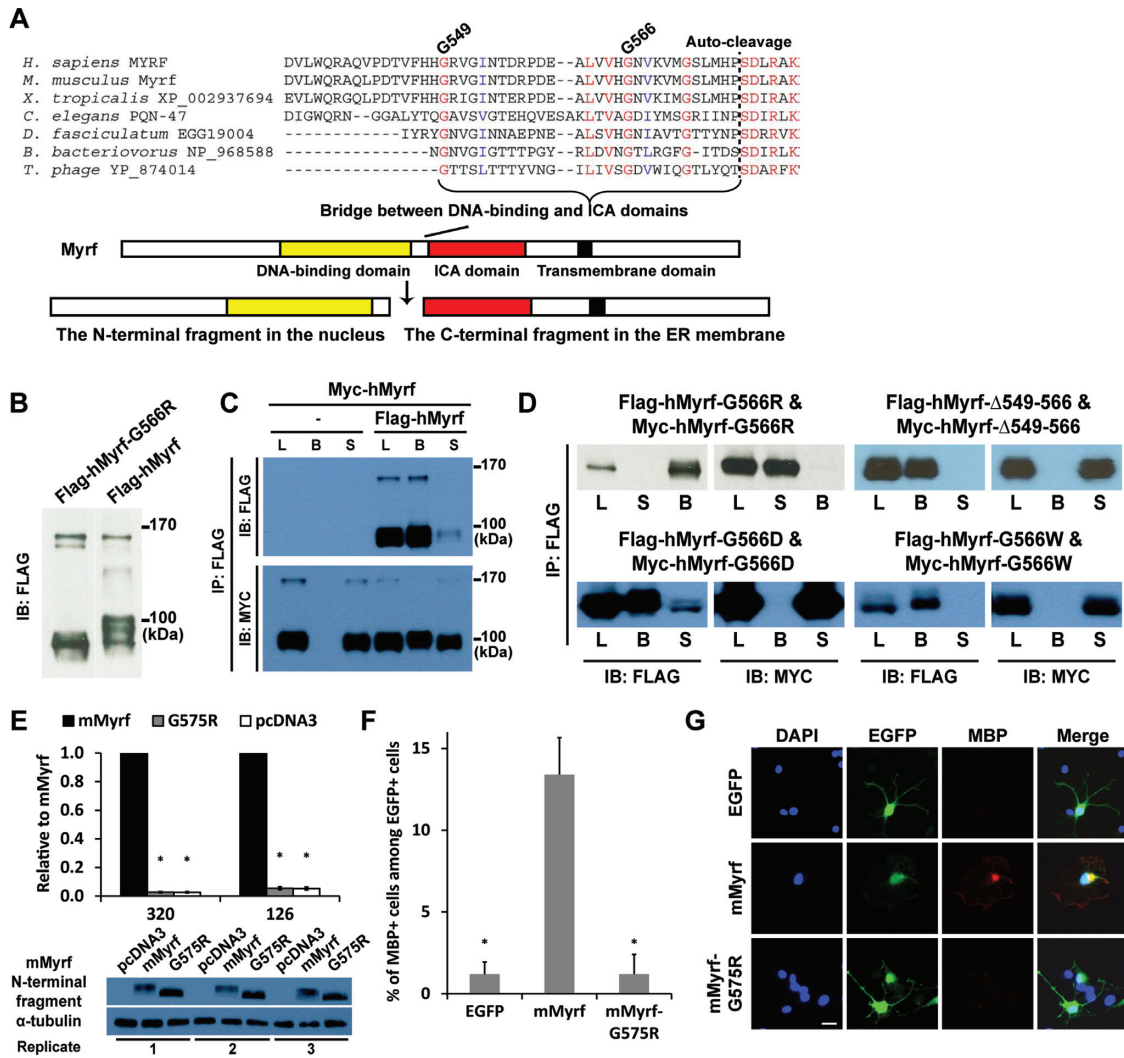 A
G549 G566 Auto-cleavage
H. sapiens MYRF DVLWQRAQVPDTVFHHGRVGINTDRPDE--ALVVHGNVKVMGSLMHPSDLRAK
M. musculus Myrf DVLWQRAQLPDTVFHHGRVGINTDRPDE--ALVVHGNVKVMGSLMHPSDLRAK
X. tropicalis XP_002937694 EVLWQRGQLPDTVFHHGRIGINTERPDE--ALVVHGNVKIMGSLMHPSDIRAK
C. elegans PQN-47 DIGWQRN--GGALYTQGAVSVGTEHQVESAKLTVAGDIYMSGRIINPSDIRAK
D. fasciculatum EGG19004 -------------IYRYGNVGINNAEPNE--ALSVHGNIAVTGTTYNPSDRRVK
B. bacteriovorus NP_968588 ---------------NGNVGIGTTTPGY--RLDVNGTLRGFG-ITDSSDARLK
T. phage YP_874014 ----------------GTTSLTTTYVNG--ILIVSGDVWIQGTLYQTSDARFK
Bridge between DNA-binding and ICA domains
Myrf
DNA-binding domain ICA domain Transmembrane domain
The N-terminal fragment in the nucleus The C-terminal fragment in the ER membrane
B
Flag-hMyrf-G566R
Flag-hMyrf
IB: FLAG
170
100
(kDa)
C
Myc-hMyrf
- Flag-hMyrf
L B S L B S
IP: FLAG
IB: FLAG
170
100
(kDa)
IB: MYC
170
100
(kDa)
D
Flag-hMyrf-G566R & Myc-hMyrf-G566R
Flag-hMyrf-Δ549-566 & Myc-hMyrf-Δ549-566
L S B L S B L B S L B S
IP: FLAG
Flag-hMyrf-G566D & Myc-hMyrf-G566D
Flag-hMyrf-G566W & Myc-hMyrf-G566W
L B S L B S L B S L B S
IB: FLAG IB: MYC IB: FLAG IB: MYC
E
mMyrf G575R pcDNA3
Relative to mMyrf
1.0
0.8
0.6
0.4
0.2
0.0
* * * *
320 126
pcDNA3 mMyrf G575R pcDNA3 mMyrf G575R pcDNA3 mMyrf G575R
mMyrf
N-terminal
fragment
α-tubulin
Replicate 1 2 3
F
% of MBP+ cells among EGFP+ cells
15
10
5
0
* *
EGFP mMyrf mMyrf-G575R
G
DAPI EGFP MBP Merge
EGFP
mMyrf
mMyrf-G575R